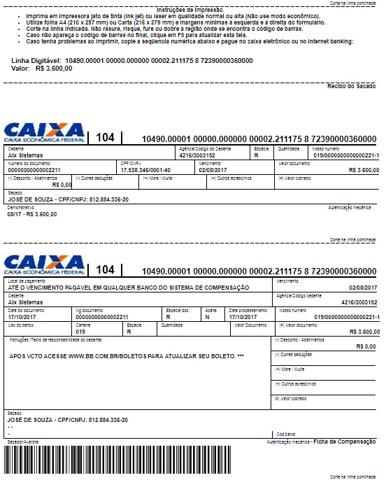 Corte na linha pontilhada
Instruções de Impressão
Imprima em impressora jato de tinta (ink jet) ou laser em qualidade normal ou alta (Não use modo econômico).
Utilize folha A4 (210 x 297 mm) ou Carta (216 x 279 mm) e margens mínimas à esquerda e à direita do formulário.
Corte na linha indicada. Não rasure, risque, fure ou dobre a região onde se encontra o código de barras.
Caso não apareça o código de barras no final, clique em F5 para atualizar esta tela.
Caso tenha problemas ao imprimir, copie a seqüencia numérica abaixo e pague no caixa eletrônico ou no internet banking:
Linha Digitável: 10490.00001 00000.000000 00002.211175 8 72390000360000
Valor: R$ 3.600,00
Recibo do Sacado
CAIXA
CAIXA ECONÔMICA FEDERAL
104
10490.00001 00000.000000 00002.211175 8 72390000360000
Cedente Agência/Código do Cedente Espécie Quantidade Nosso número
Alix Sistemas 4216/3003152 R 019/000000000000221-1
Número do documento CPF/CNPJ Vencimento Valor documento
00000000000002211 17.538.546/0001-40 02/08/2017 R$ 3.600,00
(-) Desconto / Abatimentos (-) Outras deduções (+) Mora / Multa (+) Outros acréscimos (=) Valor cobrado
R$ 0,00
Sacado
JOSÉ DE SOUZA - CPF/CNPJ: 812.884.336-20
Demonstrativo Autenticação mecânica
08/17 - R$ 3.600,00
Corte na linha pontilhada
CAIXA
CAIXA ECONÔMICA FEDERAL
104
10490.00001 00000.000000 00002.211175 8 72390000360000
Local de pagamento Vencimento
ATÉ O VENCIMENTO PAGÁVEL EM QUALQUER BANCO DO SISTEMA DE COMPENSAÇÃO 02/08/2017
Cedente Agência/Código cedente
Alix Sistemas 4216/3003152
Data do documento No documento Espécie doc. Aceite Data processamento Nosso número
17/10/2017 00000000000002211 R N 17/10/2017 019/000000000000221-1
Uso do banco Carteira Espécie Quantidade Valor Documento (=) Valor documento
019 R R$ 3.600,00
Instruções (Texto de responsabilidade do cedente) (-) Desconto / Abatimentos
R$ 0,00
(-) Outras deduções
APOS VCTO ACESSE WWW.BB.COM.BR/BOLETOS PARA ATUALIZAR SEU BOLETO. ***
(+) Mora / Multa
(+) Outros acréscimos
(=) Valor cobrado
Sacado
JOSÉ DE SOUZA - CPF/CNPJ: 812.884.336-20
- -
-
Cód.baixa
Sacador/Avalista Autenticação mecânica - Ficha de Compensação
Corte na linha pontilhada